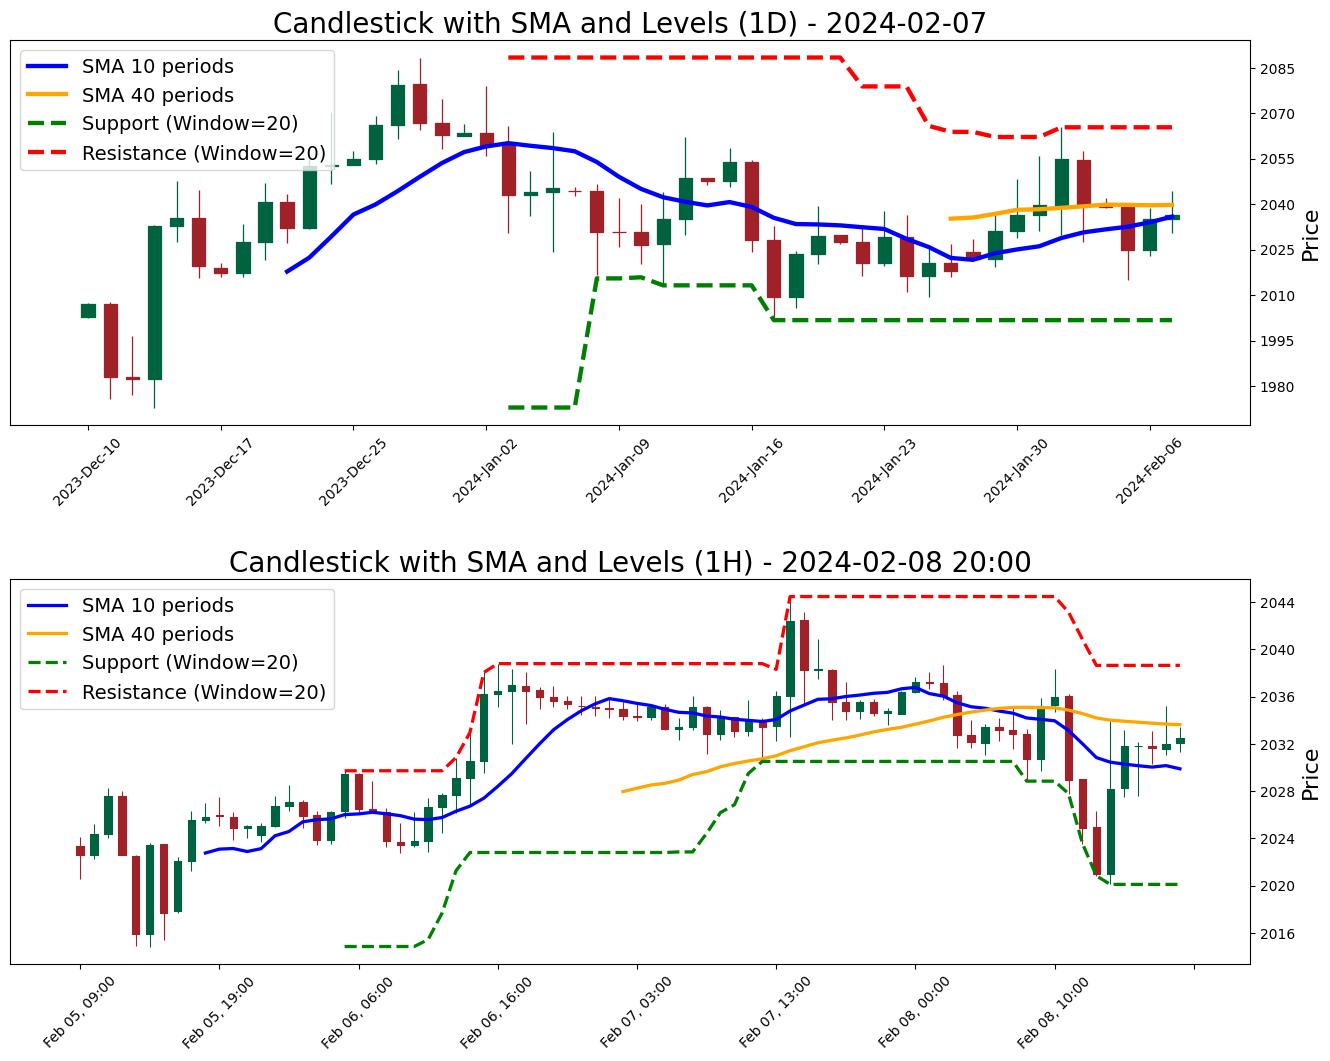 Candlestick with SMA and Levels (1D) - 2024-02-07
SMA 10 periods
SMA 40 periods
Support (Window=20)
Resistance (Window=20)
2085
2070
2055
2040
2025
2010
1995
1980
Price
2023-Dec-10
2023-Dec-17
2023-Dec-25
2024-Jan-02
2024-Jan-09
2024-Jan-16
2024-Jan-23
2024-Jan-30
2024-Feb-06
Candlestick with SMA and Levels (1H) - 2024-02-08 20:00
SMA 10 periods
SMA 40 periods
Support (Window=20)
Resistance (Window=20)
2044
2040
2036
2032
2028
2024
2020
2016
Price
Feb 05, 09:00
Feb 05, 19:00
Feb 06, 06:00
Feb 06, 16:00
Feb 07, 03:00
Feb 07, 13:00
Feb 08, 00:00
Feb 08, 10:00